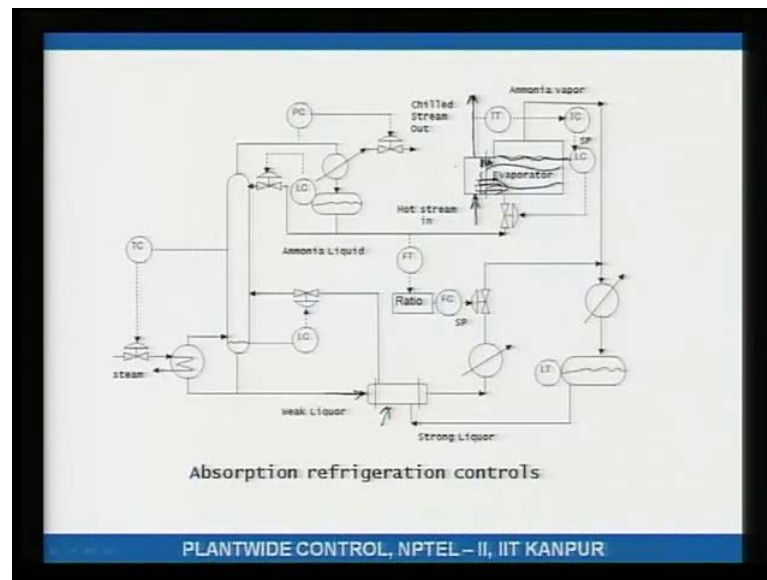 Ammonia vapor
PC
Chilled
Stream
Out
TT
TC
SP
LC
LC
Evaporator
Hot stream
in
TC
Ammonia Liquid
FT
Ratio
FC
SP
LC
LT
steam
Weak Liquor
Strong Liquor
Absorption refrigeration controls
PLANTWIDE CONTROL, NPTEL – II, IIT KANPUR